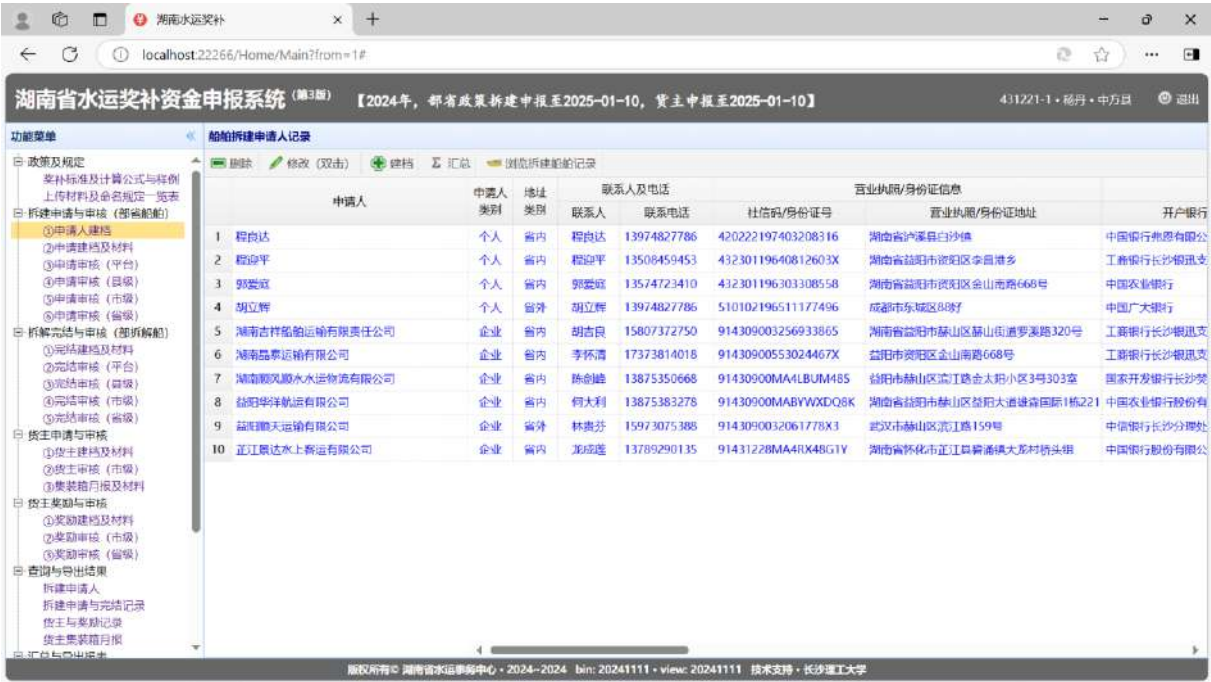 湖南水运奖补
localhost:22266/Home/Main?from=1#
湖南省水运奖补资金申报系统（第3版） 【2024年，部省政策拆建申报至2025-01-10，货主申报至2025-01-10】 431221-1・杨丹・中方县 退出
功能菜单
政策及规定
奖补标准及计算公式与样例
上传材料及命名规定一览表
拆建申请与审核（部省船舶）
①申请人建档
②申请建档及材料
③申请审核（平台）
④申请审核（县级）
⑤申请审核（市级）
⑥申请审核（省级）
拆解完结与审核（部拆解船）
①完结建档及材料
②完结审核（平台）
③完结审核（县级）
④完结审核（市级）
⑤完结审核（省级）
货主申请与审核
①货主建档及材料
②货主审核（市级）
③集装箱月报及材料
货主奖励与审核
①奖励建档及材料
②奖励审核（市级）
③奖励审核（省级）
查询与导出结果
拆建申请人
拆建申请与完结记录
货主与奖励记录
货主集装箱月报
汇总与导出报表
船舶拆建申请人记录
删除 修改（双击） 建档 Σ 汇总 浏览拆建船舶记录
申请人 申请人类别 地址类别 联系人及电话 营业执照/身份证信息
联系人 联系电话 社信码/身份证号 营业执照/身份证地址 开户银行
1 程良达 个人 省内 程良达 13974827786 420222197403208316 湖南省泸溪县白沙镇
2 程迎平 个人 省内 程迎平 13508459453 43230119640812603X 湖南省益阳市资阳区李昌港乡 工商银行长沙银迅支
3 郭爱庭 个人 省内 郭爱庭 13574723410 432301196303308558 湖南省益阳市资阳区金山南路668号 中国农业银行
4 胡立辉 个人 省外 胡立辉 13974827786 510102196511177496 成都市东城区88好 中国广大银行
5 湖南吉祥船舶运输有限责任公司 企业 省内 胡吉良 15807372750 914309003256933865 湖南省益阳市赫山区赫山街道罗溪路320号 工商银行长沙银迅支
6 湖南昌泰运输有限公司 企业 省内 李怀清 17373814018 91430900553024467X 益阳市资阳区金山南路668号 工商银行长沙银迅支
7 湖南顺风顺水水运物流有限公司 企业 省内 陈剑峰 13875350668 91430900MA4LBUM485 益阳市赫山区滨江路金太阳小区3号303室 国家开发银行长沙
8 益阳华洋航运有限公司 企业 省内 何大利 13875383278 91430900MABYWXDQ8K 湖南省益阳市赫山区益阳大道雄森国际1栋221 中国农业银行股份有
9 益阳顺天运输有限公司 企业 省外 林贵芬 15973075388 9143090032061778X3 武汉市赫山区滨江路159号 中信银行长沙分理处
10 芷江景达水上客运有限公司 企业 省内 龙成莲 13789290135 91431228MA4RX48G1Y 湖南省怀化市芷江县碧涌镇大龙村桥头组 中国银行股份有限公
版权所有© 湖南省水运事务中心・2024-2024 bin: 20241111・view: 20241111 技术支持・长沙理工大学